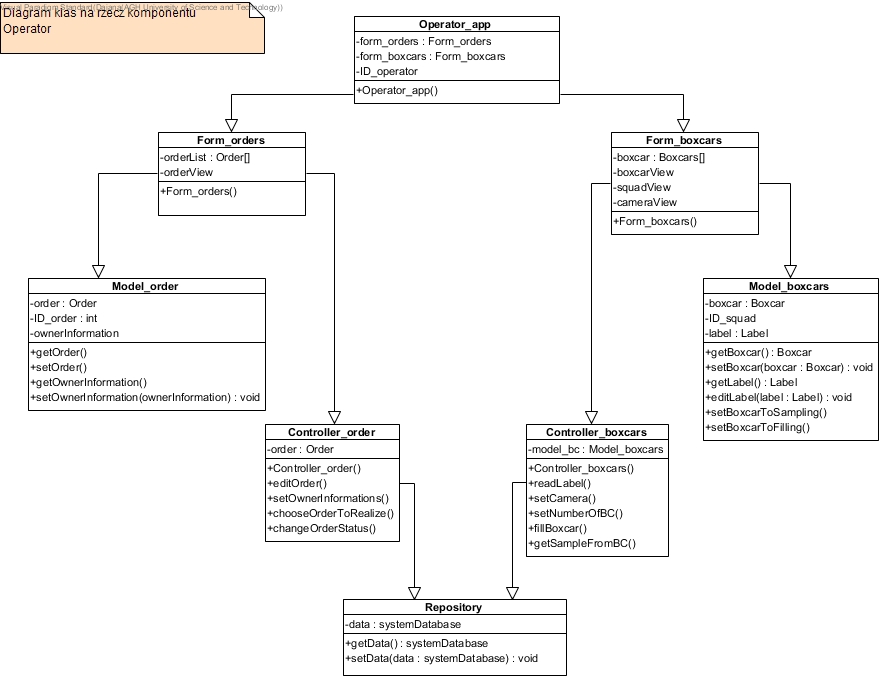 Visual Paradigm Standard(Dajana(AGH University of Science and Technology))
Diagram klas na rzecz komponentu
Operator
Operator_app
-form_orders : Form_orders
-form_boxcars : Form_boxcars
-ID_operator
+Operator_app()
Form_orders
-orderList : Order[]
-orderView
+Form_orders()
Form_boxcars
-boxcar : Boxcars[]
-boxcarView
-squadView
-cameraView
+Form_boxcars()
Model_order
-order : Order
-ID_order : int
-ownerInformation
+getOrder()
+setOrder()
+getOwnerInformation()
+setOwnerInformation(ownerInformation) : void
Model_boxcars
-boxcar : Boxcar
-ID_squad
-label : Label
+getBoxcar() : Boxcar
+setBoxcar(boxcar : Boxcar) : void
+getLabel() : Label
+editLabel(label : Label) : void
+setBoxcarToSampling()
+setBoxcarToFilling()
Controller_order
-order : Order
+Controller_order()
+editOrder()
+setOwnerInformations()
+chooseOrderToRealize()
+changeOrderStatus()
Controller_boxcars
-model_bc : Model_boxcars
+Controller_boxcars()
+readLabel()
+setCamera()
+setNumberOfBC()
+fillBoxcar()
+getSampleFromBC()
Repository
-data : systemDatabase
+getData() : systemDatabase
+setData(data : systemDatabase) : void